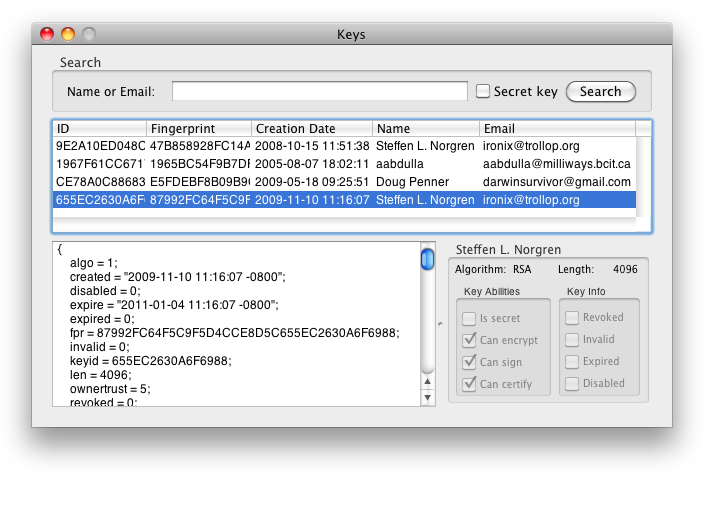 Keys
Search
Name or Email:
Secret key
Search
ID Fingerprint Creation Date Name Email
9E2A10ED048C 47B858928FC14A 2008-10-15 11:51:38 Steffen L. Norgren ironix@trollop.org
1967F61CC671 1965BC54F9B7DF 2005-08-07 18:02:11 aabdulla aabdulla@milliways.bcit.ca
CE78A0C88683 E5FDEBF8B09B9 2009-05-18 09:25:51 Doug Penner darwinsurvivor@gmail.com
655EC2630A6F 87992FC64F5C9F 2009-11-10 11:16:07 Steffen L. Norgren ironix@trollop.org
{
algo = 1;
created = "2009-11-10 11:16:07 -0800";
disabled = 0;
expire = "2011-01-04 11:16:07 -0800";
expired = 0;
fpr = 87992FC64F5C9F5D4CCE8D5C655EC2630A6F6988;
invalid = 0;
keyid = 655EC2630A6F6988;
len = 4096;
ownertrust = 5;
revoked = 0;
Steffen L. Norgren
Algorithm: RSA Length: 4096
Key Abilities
Is secret
Can encrypt
Can sign
Can certify
Key Info
Revoked
Invalid
Expired
Disabled